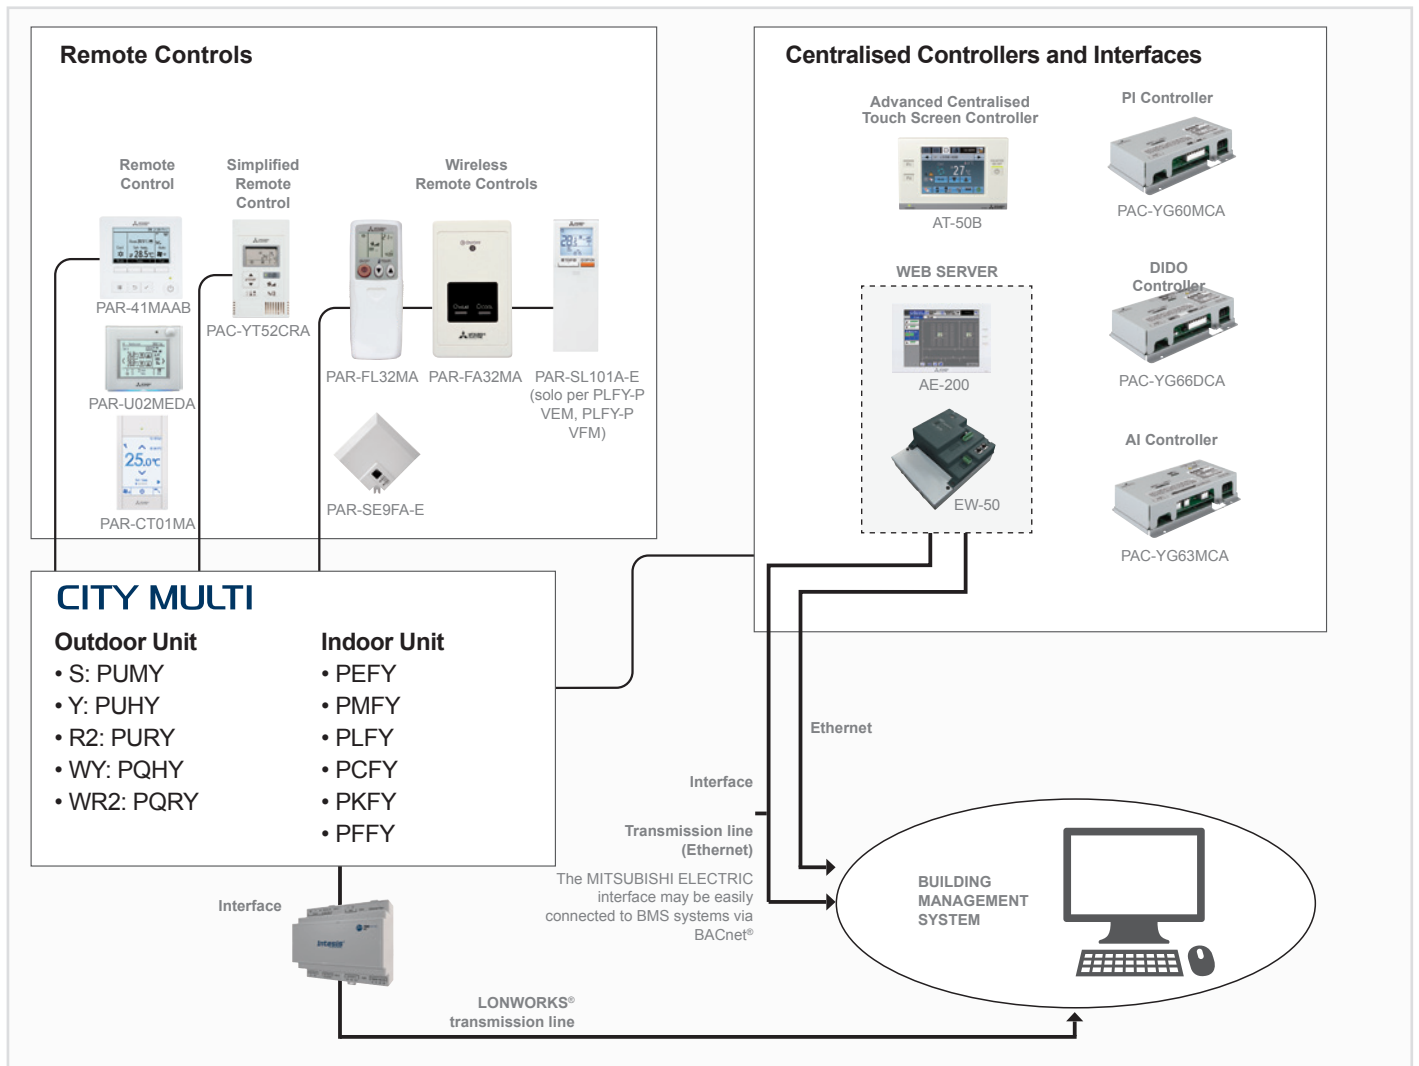 Remote Controls
Remote
Control
PAR-41MAAB
PAR-U02MEDA
25.0°C
PAR-CT01MA
Simplified
Remote
Control
PAC-YT52CRA
Wireless
Remote Controls
PAR-FL32MA
PAR-FA32MA
PAR-SL101A-E
(solo per PLFY-P
VEM, PLFY-P
VFM)
PAR-SE9FA-E
Centralised Controllers and Interfaces
Advanced Centralised
Touch Screen Controller
AT-50B
WEB SERVER
AE-200
EW-50
PI Controller
PAC-YG60MCA
DIDO
Controller
PAC-YG66DCA
AI Controller
PAC-YG63MCA
CITY MULTI
Outdoor Unit
• S: PUMY
• Y: PUHY
• R2: PURY
• WY: PQHY
• WR2: PQRY
Indoor Unit
• PEFY
• PMFY
• PLFY
• PCFY
• PKFY
• PFFY
Ethernet
Interface
Transmission line
(Ethernet)
The MITSUBISHI ELECTRIC
interface may be easily
connected to BMS systems via
BACnet®
BUILDING
MANAGEMENT
SYSTEM
Interface
Intesis
LONWORKS®
transmission line